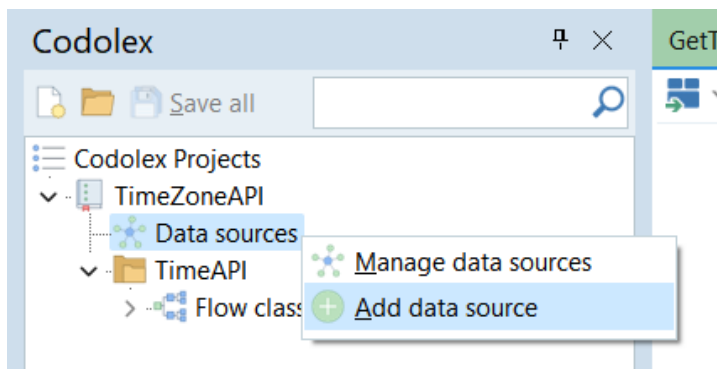 Codolex
GetT
Save all
Codolex Projects
TimeZoneAPI
Data sources
Manage data sources
TimeAPI
Flow class
Add data source